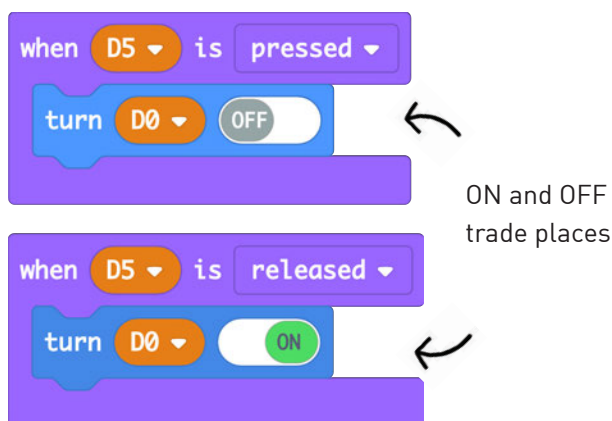 when D5 is pressed
turn D0 OFF
ON and OFF
trade places
when D5 is released
turn D0 ON